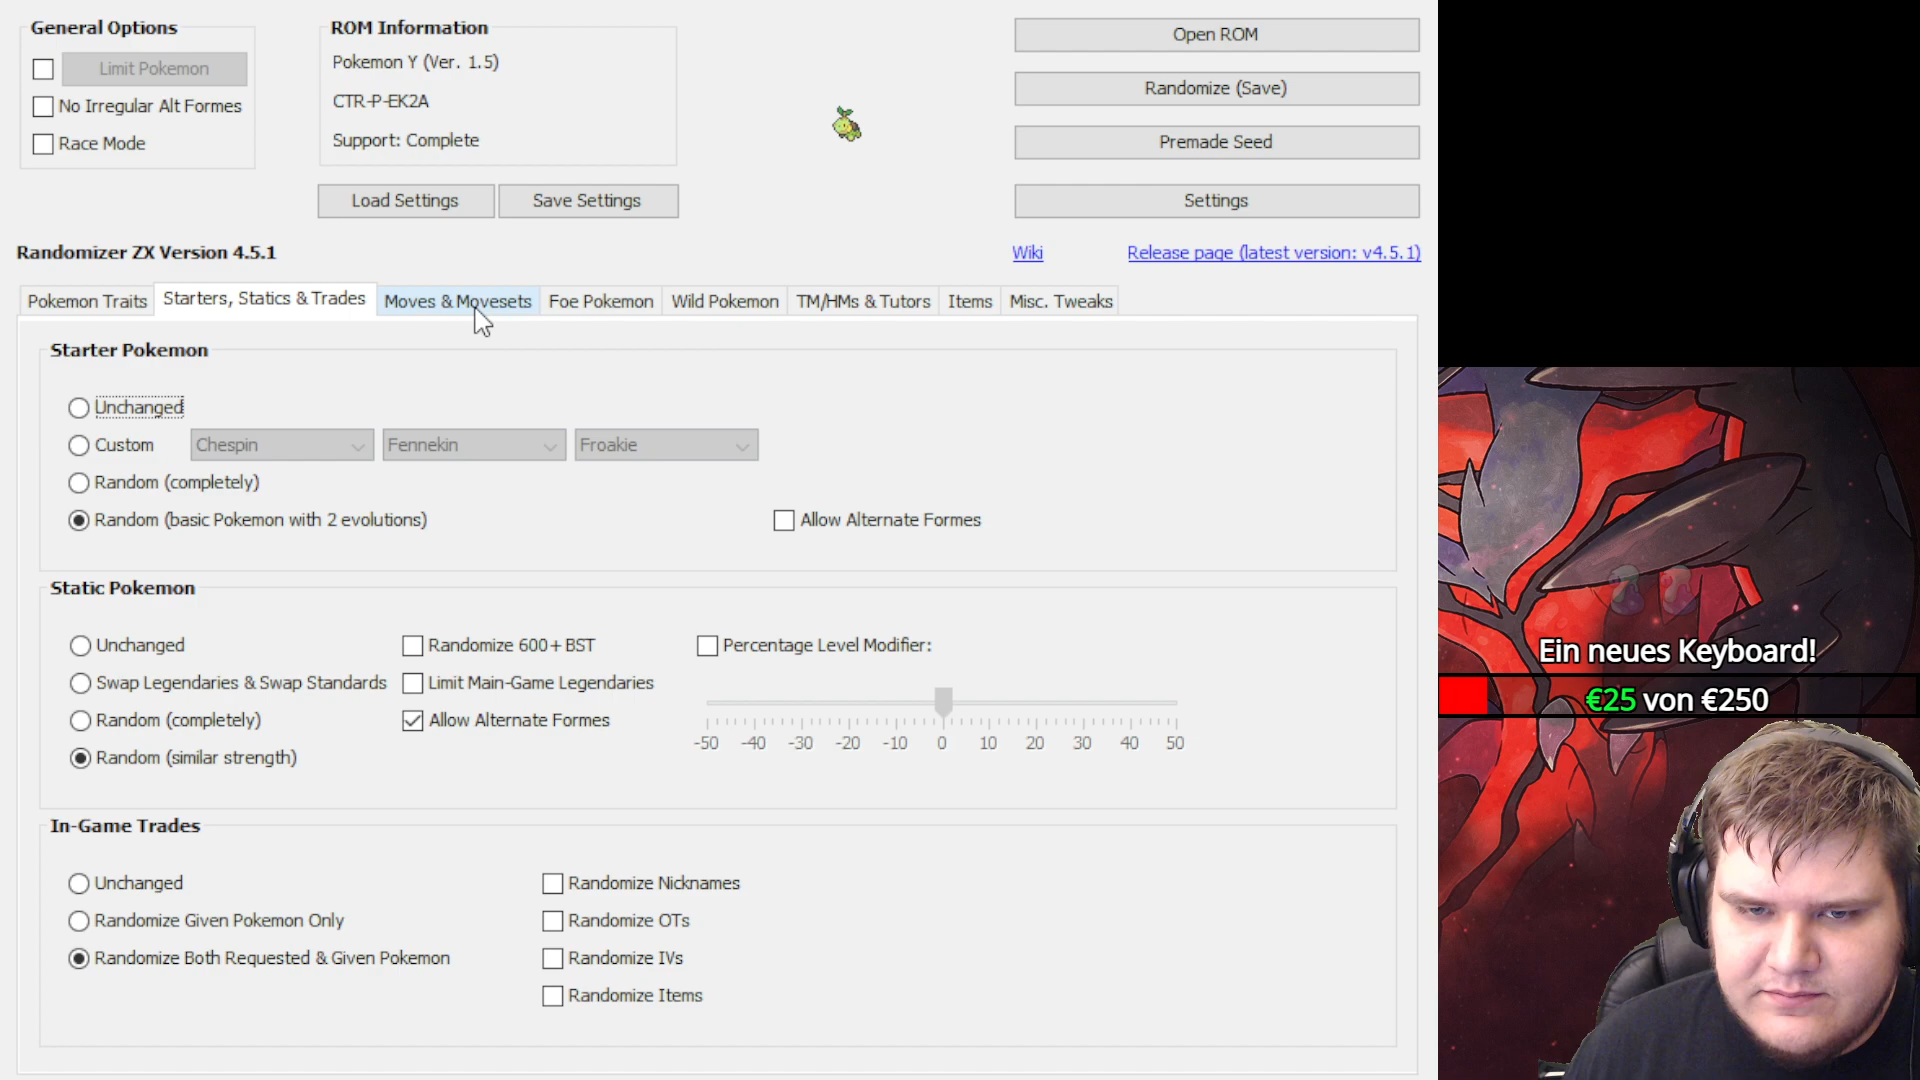 General Options
Limit Pokemon
No Irregular Alt Formes
Race Mode
ROM Information
Pokemon Y (Ver. 1.5)
CTR-P-EK2A
Support: Complete
Load Settings
Save Settings
Open ROM
Randomize (Save)
Premade Seed
Settings
Randomizer ZX Version 4.5.1
Wiki
Release page (latest version: v4.5.1)
Pokemon Traits
Starters, Statics & Trades
Moves & Movesets
Foe Pokemon
Wild Pokemon
TM/HMs & Tutors
Items
Misc. Tweaks
Starter Pokemon
Unchanged
Custom
Chespin
Fennekin
Froakie
Random (completely)
Random (basic Pokemon with 2 evolutions)
Allow Alternate Formes
Static Pokemon
Unchanged
Swap Legendaries & Swap Standards
Random (completely)
Random (similar strength)
Randomize 600+ BST
Limit Main-Game Legendaries
Allow Alternate Formes
Percentage Level Modifier:
-50 -40 -30 -20 -10 0 10 20 30 40 50
In-Game Trades
Unchanged
Randomize Given Pokemon Only
Randomize Both Requested & Given Pokemon
Randomize Nicknames
Randomize OTs
Randomize IVs
Randomize Items
Ein neues Keyboard!
€25 von €250